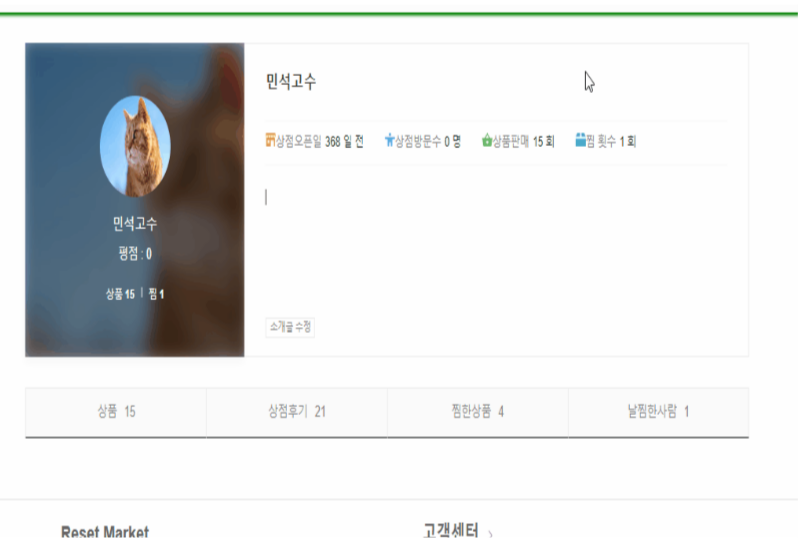 민석고수
상점오픈일 368 일 전 상점방문수 0 명 상품판매 15 회 찜 횟수 1 회
민석고수
평점 : 0
상품 15 | 찜 1
소개글 수정
상품 15 상점후기 21 찜한상품 4 날찜한사람 1
Reset Market 고객센터 >